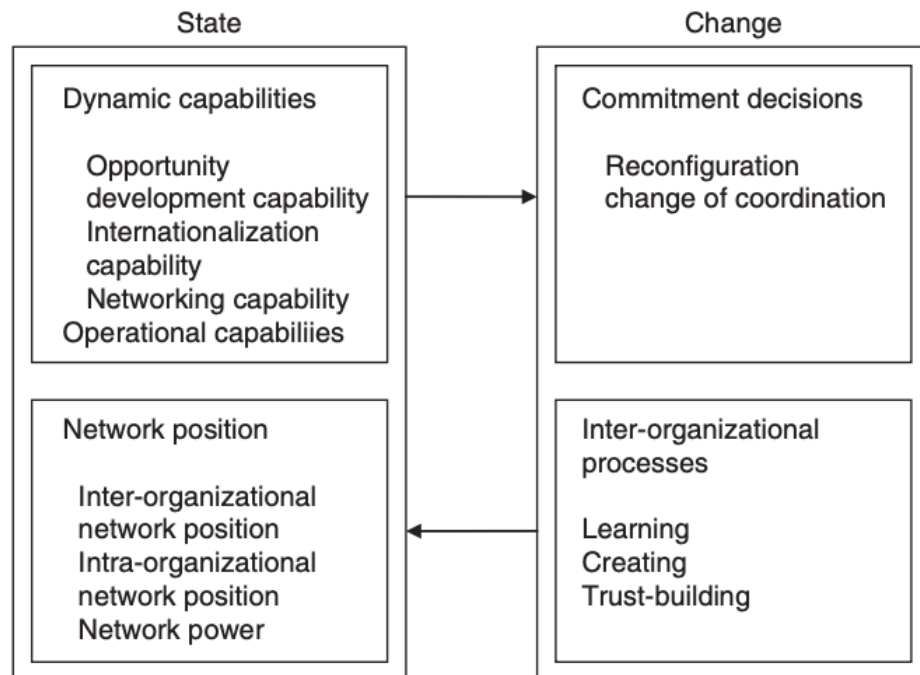 State
Dynamic capabilities
Opportunity
development capability
Internationalization
capability
Networking capability
Operational capabiliies
Network position
Inter-organizational
network position
Intra-organizational
network position
Network power
Change
Commitment decisions
Reconfiguration
change of coordination
Inter-organizational
processes
Learning
Creating
Trust-building